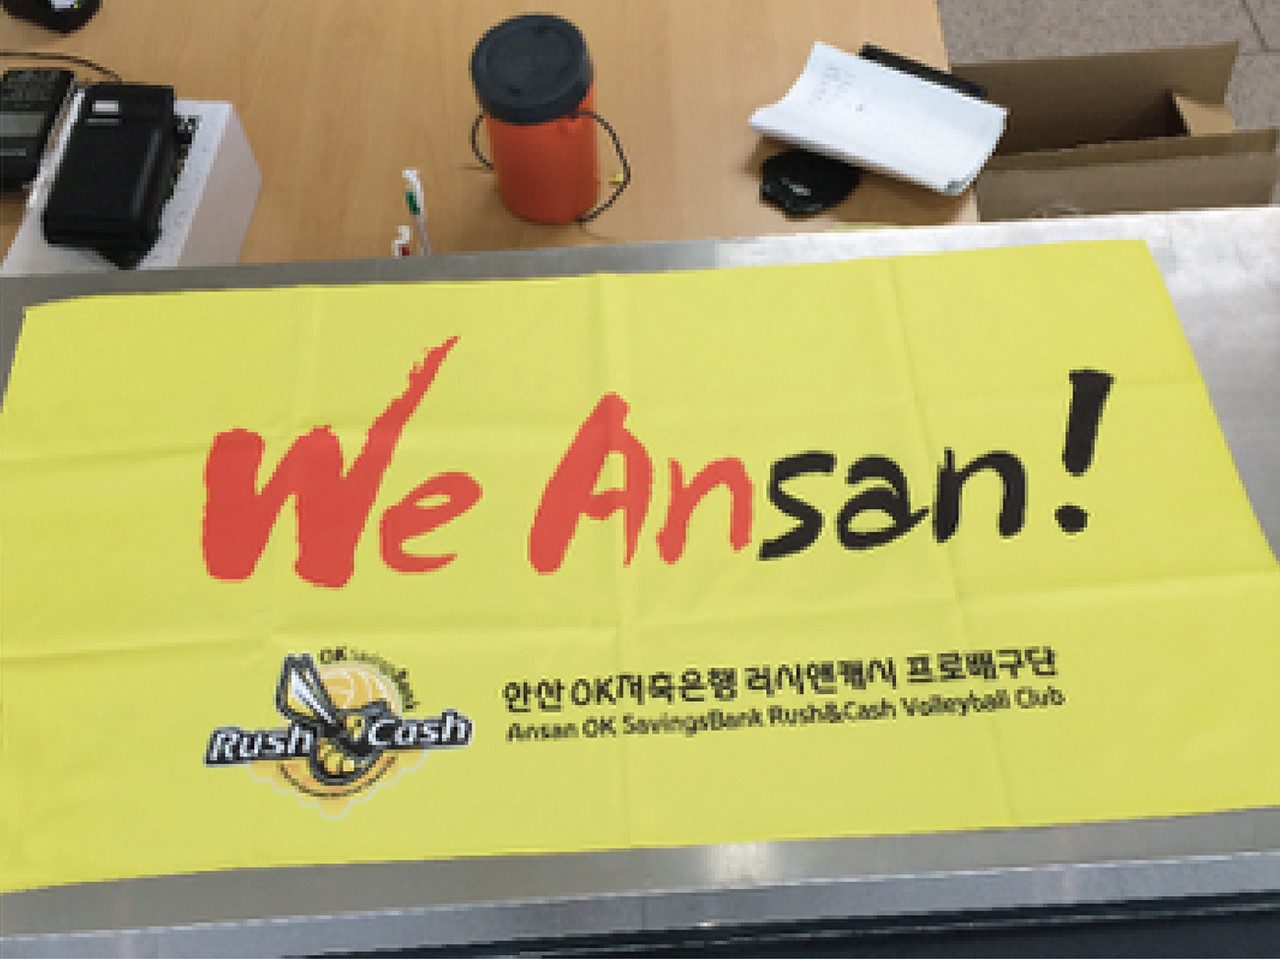 We Ansan!
OK SavingsBank
Rush Cash
안산 OK저축은행 러시앤캐시 프로배구단
Ansan OK SavingsBank Rush&Cash Volleyball Club